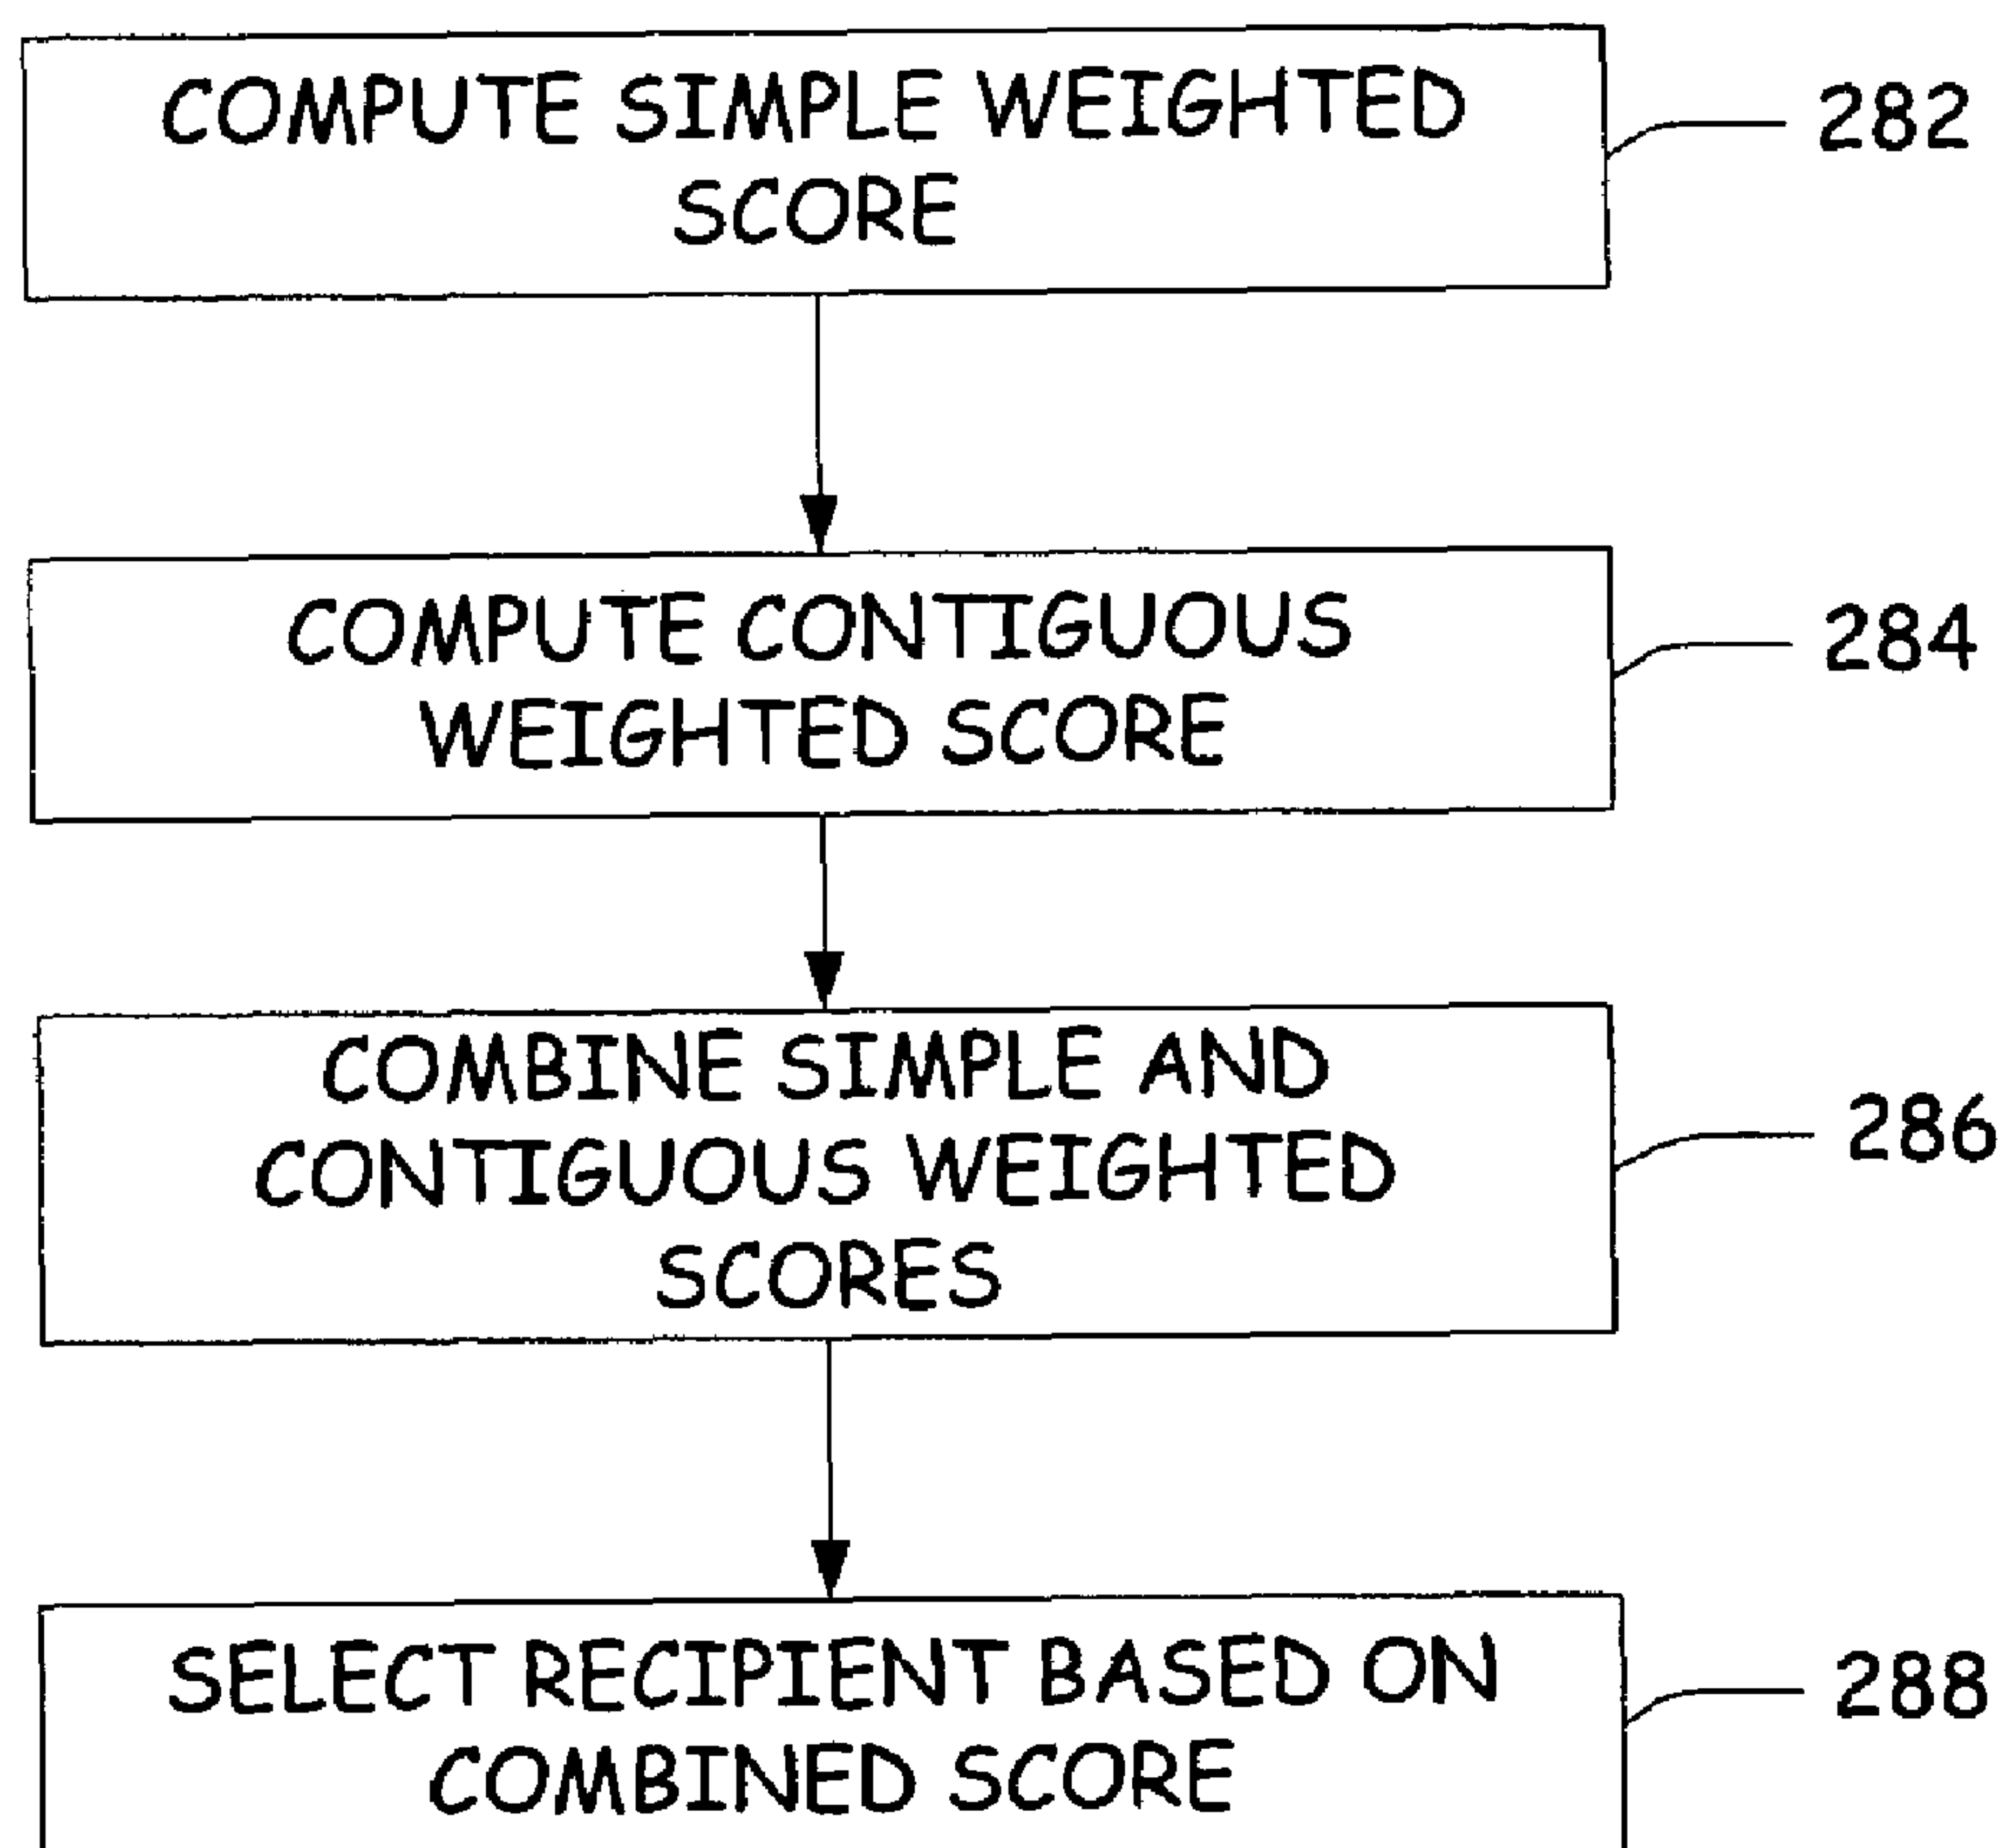 COMPUTE SIMPLE WEIGHTED
SCORE
282
COMPUTE CONTIGUOUS
WEIGHTED SCORE
284
COMBINE SIMPLE AND
CONTIGUOUS WEIGHTED
SCORES
286
SELECT RECIPIENT BASED ON
COMBINED SCORE
288